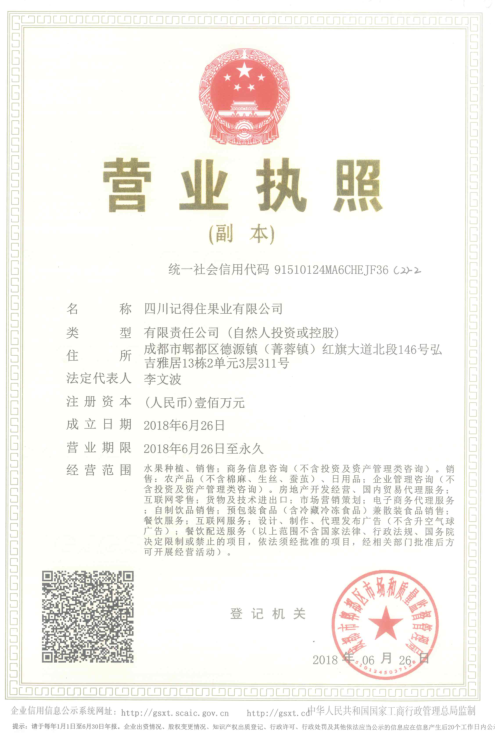 营业执照
(副 本)
统一社会信用代码 91510124MA6CHEJF36 (2-2
名 称 四川记得住果业有限公司
类 型 有限责任公司(自然人投资或控股)
住 所 成都市郫都区德源镇(菁蓉镇)红旗大道北段146号弘
吉雅居13栋2单元3层311号
法定代表人 李文波
注册资本 (人民币)壹佰万元
成立日期 2018年6月26日
营业期限 2018年6月26日至永久
经营范围 水果种植、销售;商务信息咨询(不含投资及资产管理类咨询)。销
售:农产品(不含棉麻、生丝、蚕茧)、日用品;企业管理咨询(不
含投资及资产管理类咨询)。房地产开发经营、国内贸易代理服务;
互联网零售;货物及技术进出口;市场营销策划;电子商务代理服务
;自制饮品销售;预包装食品(含冷藏冷冻食品)兼散装食品销售;
餐饮服务;互联网服务;设计、制作、代理发布广告(不含升空气球
广告);餐饮配送服务(以上范围不含国家法律、行政法规、国务院
决定限制或禁止的项目,依法须经批准的项目,经相关部门批准后方
可开展经营活动)。
登记机关
成都市郫都区市场和质量监督管理局
2018 年 06 月 26 日
企业信用信息公示系统网址: http://gsxt.scaic.gov.cn http://gsxt.cd 中华人民共和国国家工商行政管理总局监制
提示:请于每年1月1日至6月30日年报。企业出资情况、股权变更情况、知识产权出质登记、行政许可、行政处罚及其他依法应当公示的信息应在信息产生后20个工作日内公